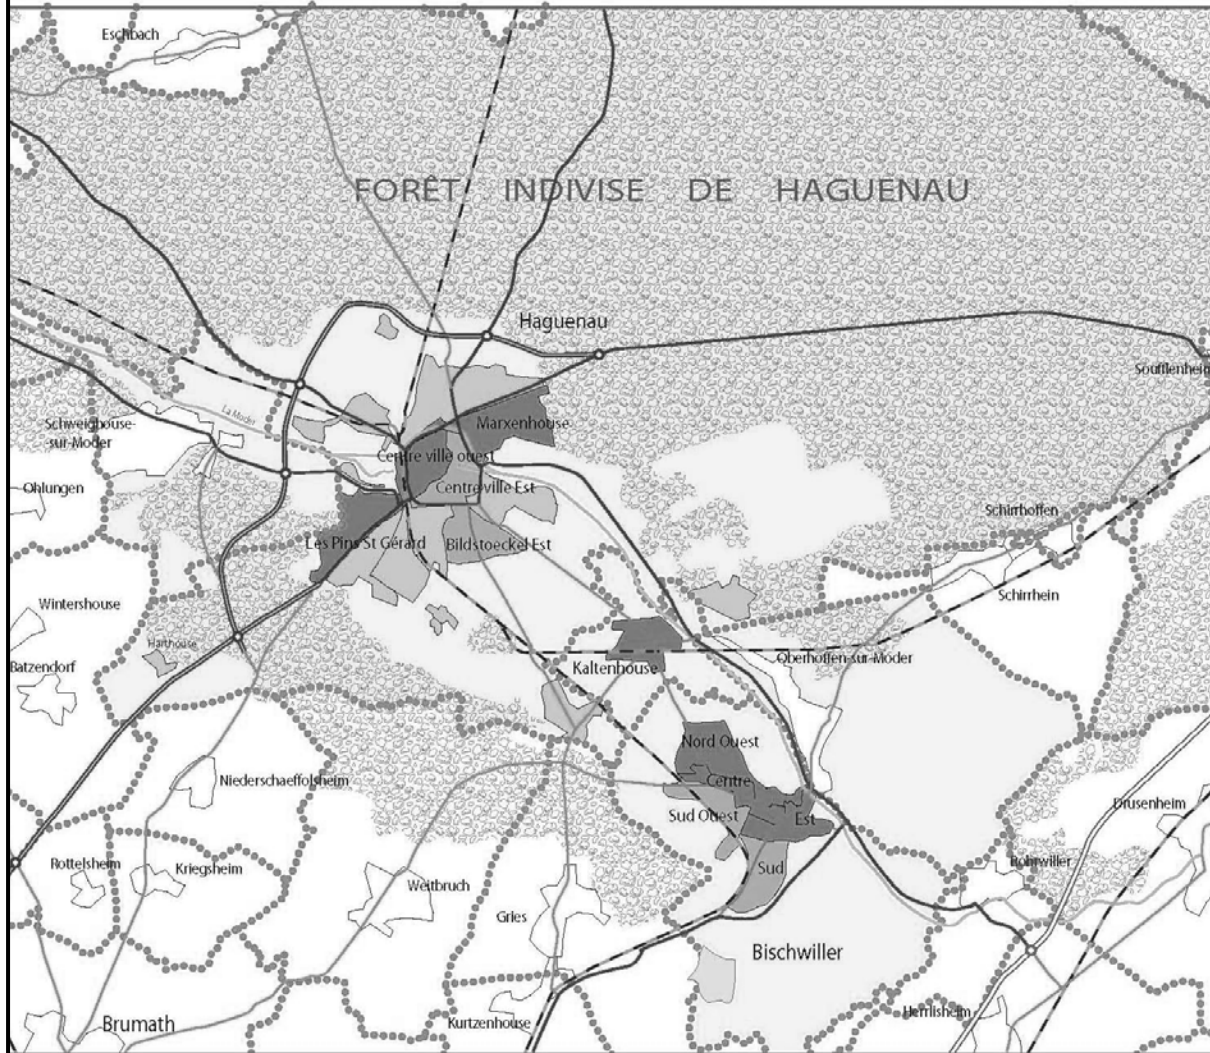 Eschbach
FORÊT INDIVISE DE HAGUENAU
Haguenau
Soufflenheim
La Moder
Schweighouse-
sur-Moder
Marxenhouse
Centre ville ouest
Ohlungen
Centre ville Est
Schirrhoffen
Les Pins St Gérard
Bildstoeckel Est
Schirrhein
Wintershouse
Harthouse
Batzendorf
Kaltenhouse
Oberhoffen-sur-Moder
Nord Ouest
Niederschaeffolsheim
Centre
Drusenheim
Sud Ouest
Est
Rottelsheim
Kriegsheim
Sud
Rohrwiller
Weitbruch
Gries
Bischwiller
Herrlisheim
Kurtzenhouse
Brumath